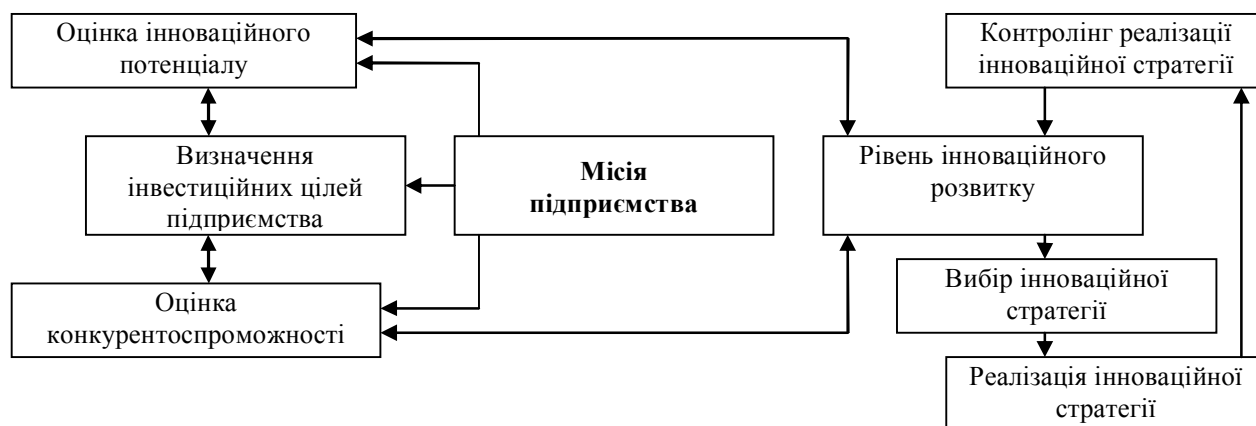 Оцінка інноваційного
потенціалу
Визначення
інвестиційних цілей
підприємства
Оцінка
конкурентоспроможності
Місія
підприємства
Контролінг реалізації
інноваційної стратегії
Рівень інноваційного
розвитку
Вибір інноваційної
стратегії
Реалізація інноваційної
стратегії